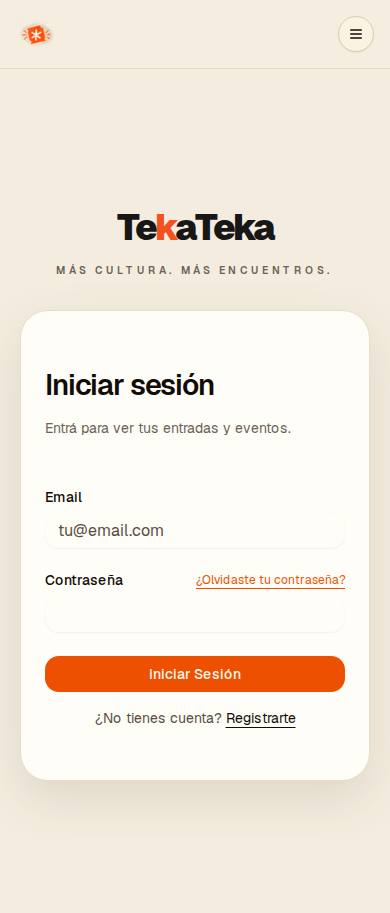 TekaTeka
MÁS CULTURA. MÁS ENCUENTROS.
Iniciar sesión
Entrá para ver tus entradas y eventos.
Email
tu@email.com
Contraseña ¿Olvidaste tu contraseña?
Iniciar Sesión
¿No tienes cuenta? Registrarte